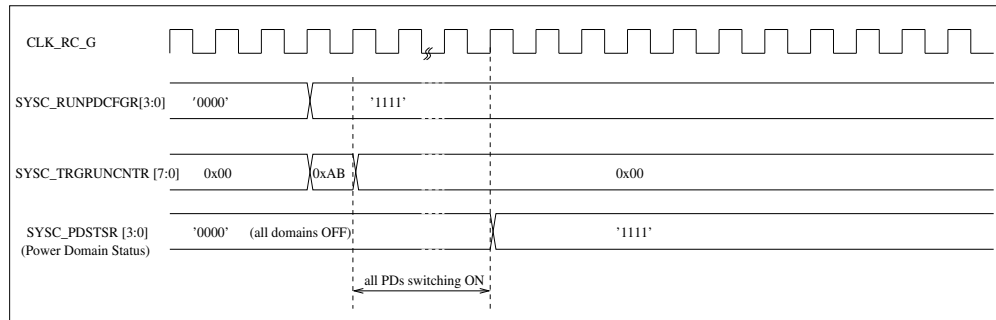 CLK_RC_G
SYSC_RUNPDCFGR[3:0] '0000' '1111'
SYSC_TRGRUNCNTR [7:0] 0x00 0xAB 0x00
SYSC_PDSTSR [3:0] '0000' (all domains OFF) '1111'
(Power Domain Status)
all PDs switching ON